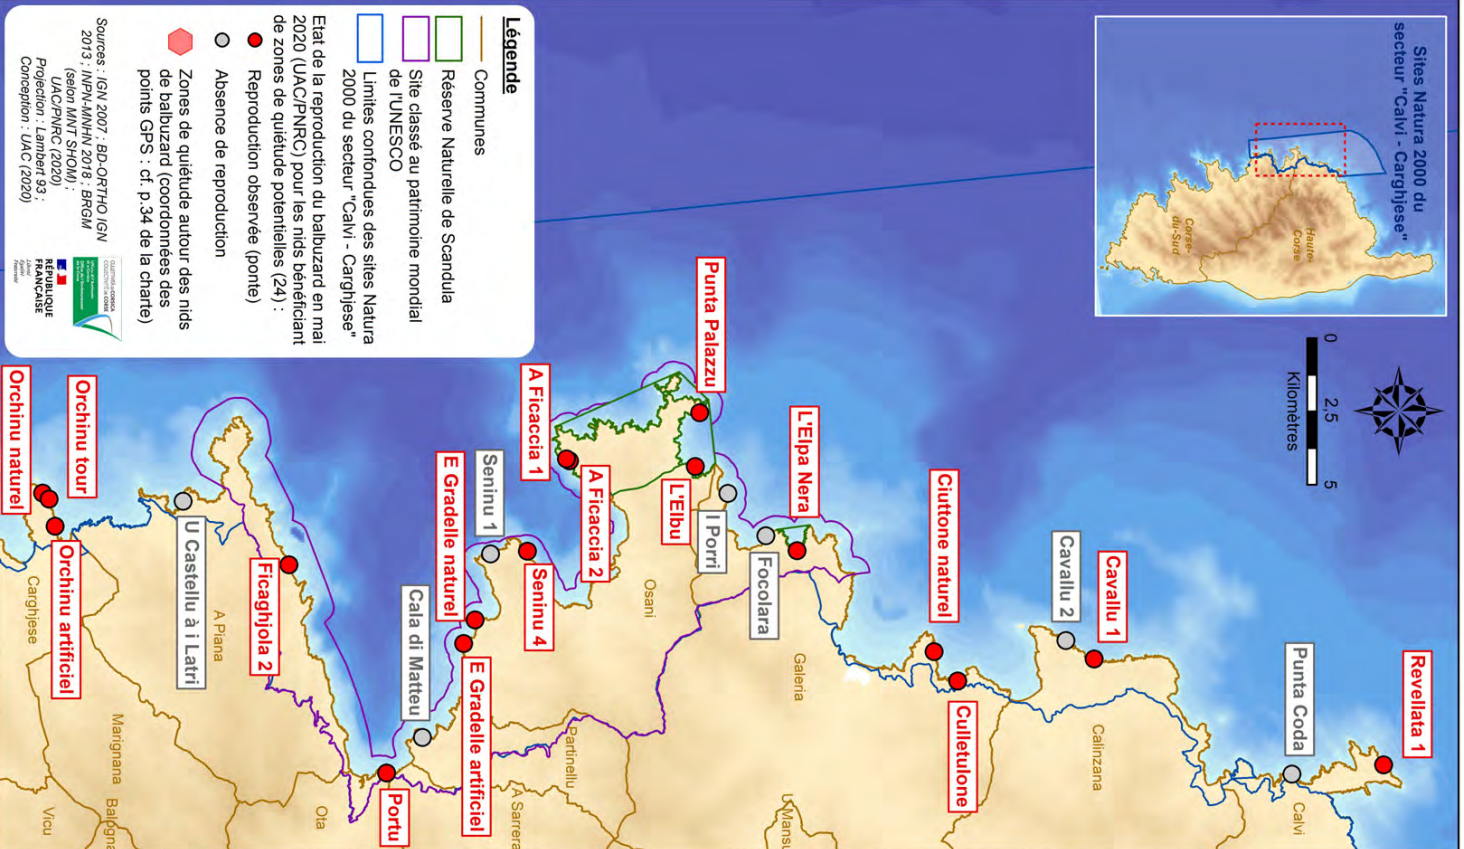 Sites Natura 2000 du
secteur "Calvi - Carghjese"
Haute-
Corse
Corse-
du-Sud
0
2,5
5
Kilomètres
Légende
Communes
Réserve Naturelle de Scandula
Site classé au patrimoine mondial
de l'UNESCO
Limites confondues des sites Natura
2000 du secteur "Calvi - Carghjese"
Etat de la reproduction du balbuzard en mai
2020 (UAC/PNRC) pour les nids bénéficiant
de zones de quiétude potentielles (24) :
Reproduction observée (ponte)
Absence de reproduction
Zones de quiétude autour des nids
de balbuzard (coordonnées des
points GPS : cf. p.34 de la charte)
Sources : IGN 2007 ; BD-ORTHO IGN
2013 ; INPN-MNHN 2018 ; BRGM
(selon MNT SHOM) ;
UAC/PNRC (2020)
Projection : Lambert 93 ;
Conception : UAC (2020)
RÉPUBLIQUE
FRANÇAISE
Liberté
Égalité
Fraternité
Revellata 1
Punta Coda
Calvi
Cavallu 1
Cavallu 2
Calinzana
Ciuttone naturel
Culletulone
L'Elpa Nera
Focolara
Galeria
Punta Palazzu
I Porri
L'Elbu
Osani
A Ficaccia 2
A Ficaccia 1
Seninu 4
Seninu 1
Partinellu
E Gradelle naturel
E Gradelle artificiel
Cala di Matteu
Portu
Ota
Ficaghjola 2
A Piana
U Castellu à i Latri
Marignana
Orchinu tour
Orchinu naturel
Orchinu artificiel
Carghjese
Vicu